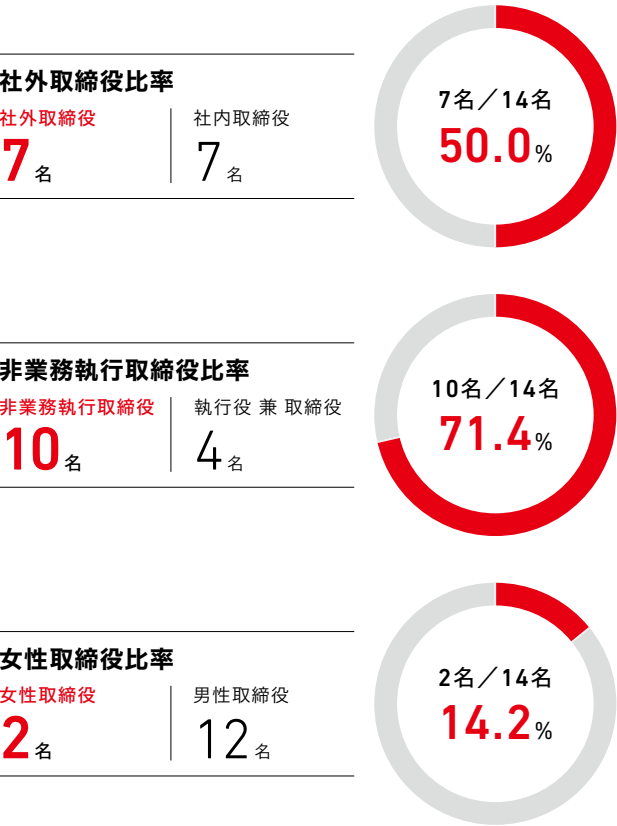 社外取締役比率
社外取締役 社内取締役
7名 7名
7名／14名
50.0%
非業務執行取締役比率
非業務執行取締役 執行役 兼 取締役
10名 4名
10名／14名
71.4%
女性取締役比率
女性取締役 男性取締役
2名 12名
2名／14名
14.2%